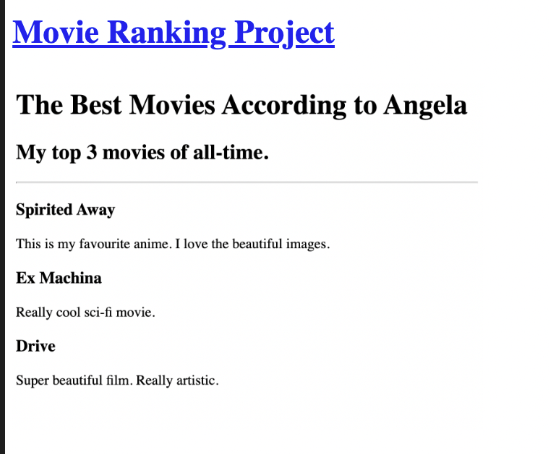 Movie Ranking Project
The Best Movies According to Angela
My top 3 movies of all-time.
Spirited Away
This is my favourite anime. I love the beautiful images.
Ex Machina
Really cool sci-fi movie.
Drive
Super beautiful film. Really artistic.